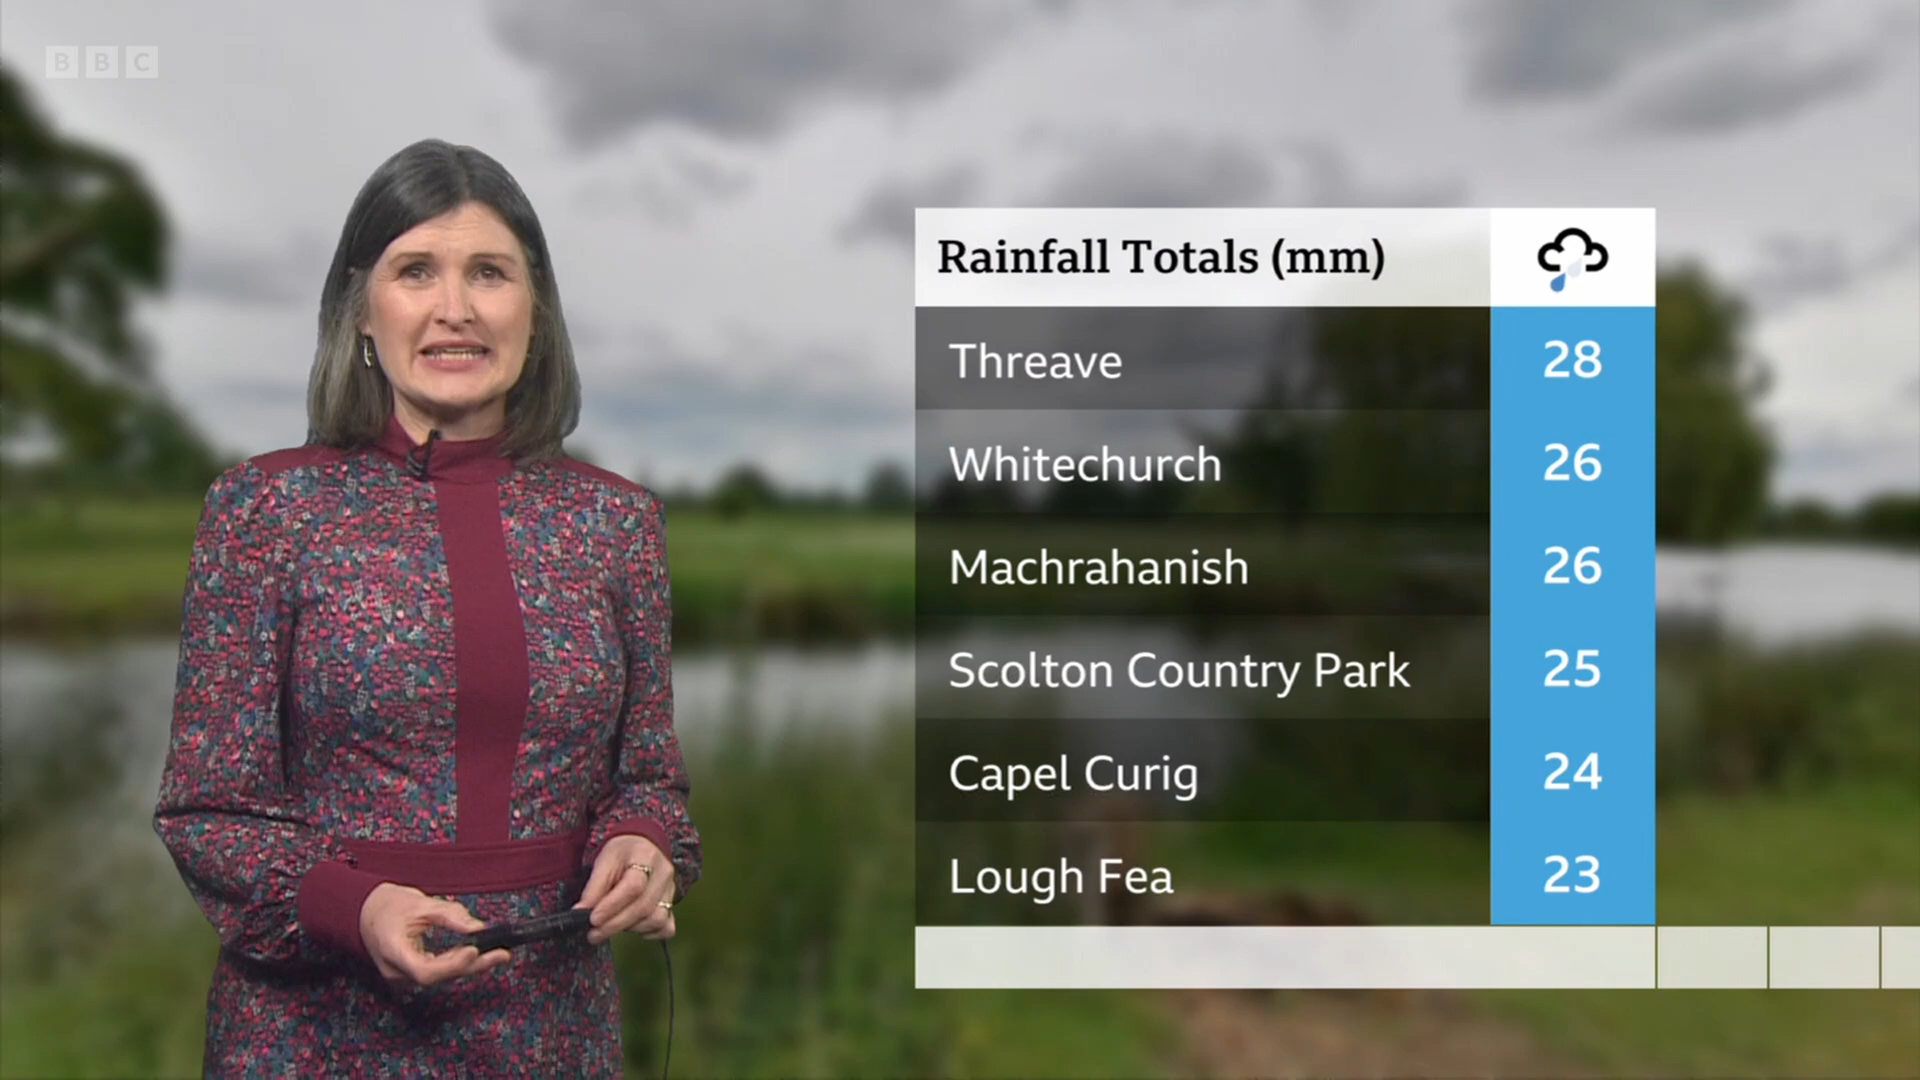 BBC
Rainfall Totals (mm)
Threave 28
Whitechurch 26
Machrahanish 26
Scolton Country Park 25
Capel Curig 24
Lough Fea 23